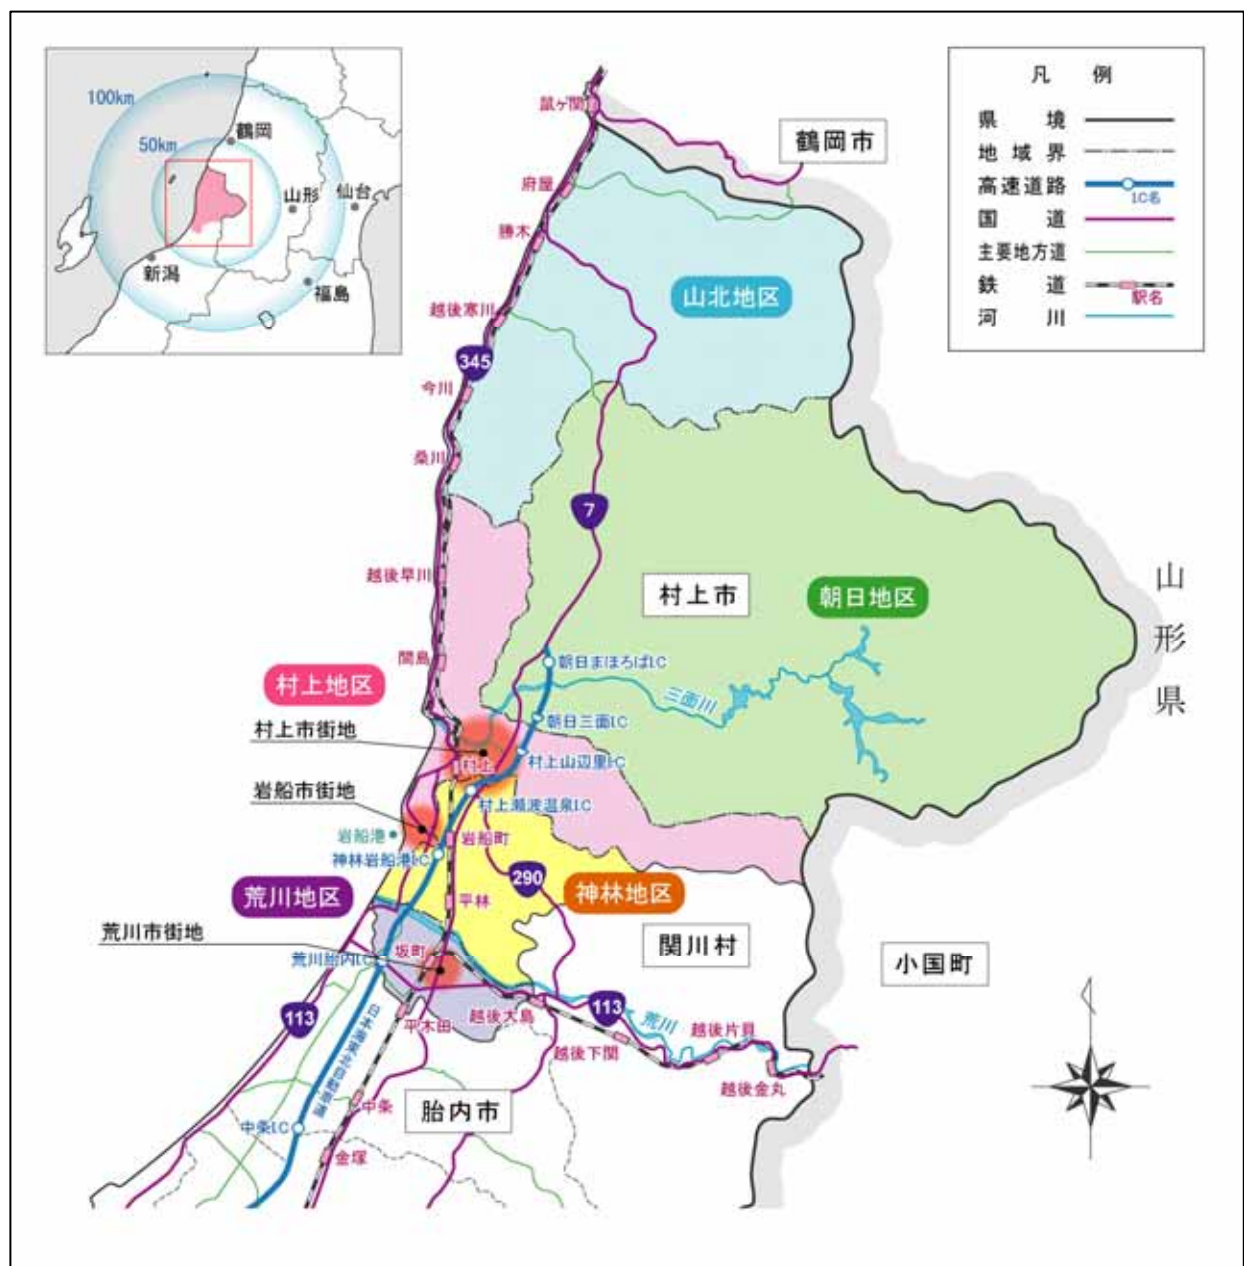 100km
50km
鶴岡
山形
仙台
新潟
福島
凡例
県境
地域界
高速道路
IC名
国道
主要地方道
鉄道
駅名
河川
鼠ヶ関
鶴岡市
府屋
勝木
山北地区
越後寒川
345
今川
桑川
7
越後早川
村上市
朝日地区
山形県
間島
朝日まほろばI.C
村上地区
三面川
村上市街地
朝日三面I.C
村上
村上山辺里I.C
岩船市街地
村上瀬波温泉I.C
岩船港
岩船町
神林岩船港I.C
290
荒川地区
神林地区
平林
荒川市街地
関川村
坂町
荒川胎内I.C
小国町
113
113
荒川
平木田
越後大島
越後片貝
越後下関
越後金丸
日本海東北自動車道
中条
胎内市
中条I.C
金塚